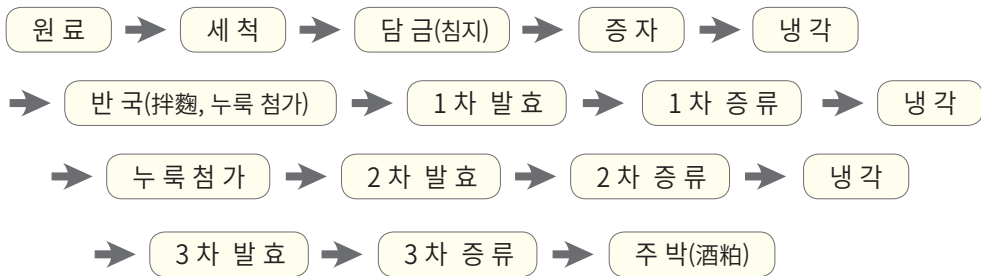 원료 → 세척 → 담금(침지) → 증자 → 냉각
→ 반국(拌麴, 누룩 첨가) → 1차 발효 → 1차 증류 → 냉각
→ 누룩첨가 → 2차 발효 → 2차 증류 → 냉각
→ 3차 발효 → 3차 증류 → 주박(酒粕)